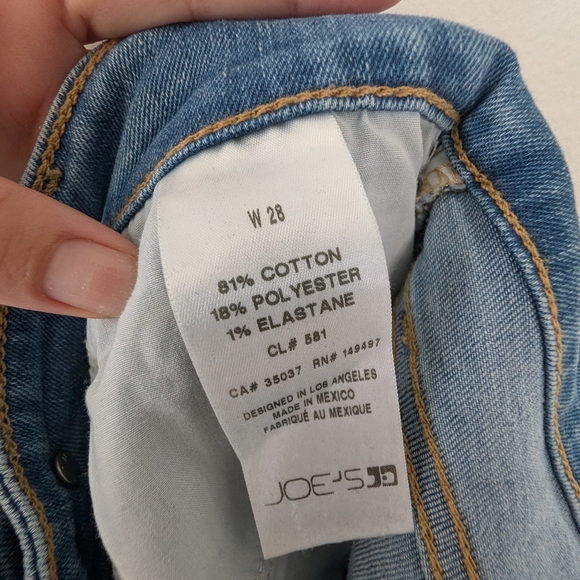 W 28
81% COTTON
18% POLYESTER
1% ELASTANE
CL# 581
CA# 35037 RN# 149497
DESIGNED IN LOS ANGELES
MADE IN MEXICO
FABRIQUÉ AU MEXIQUE
JOE'S